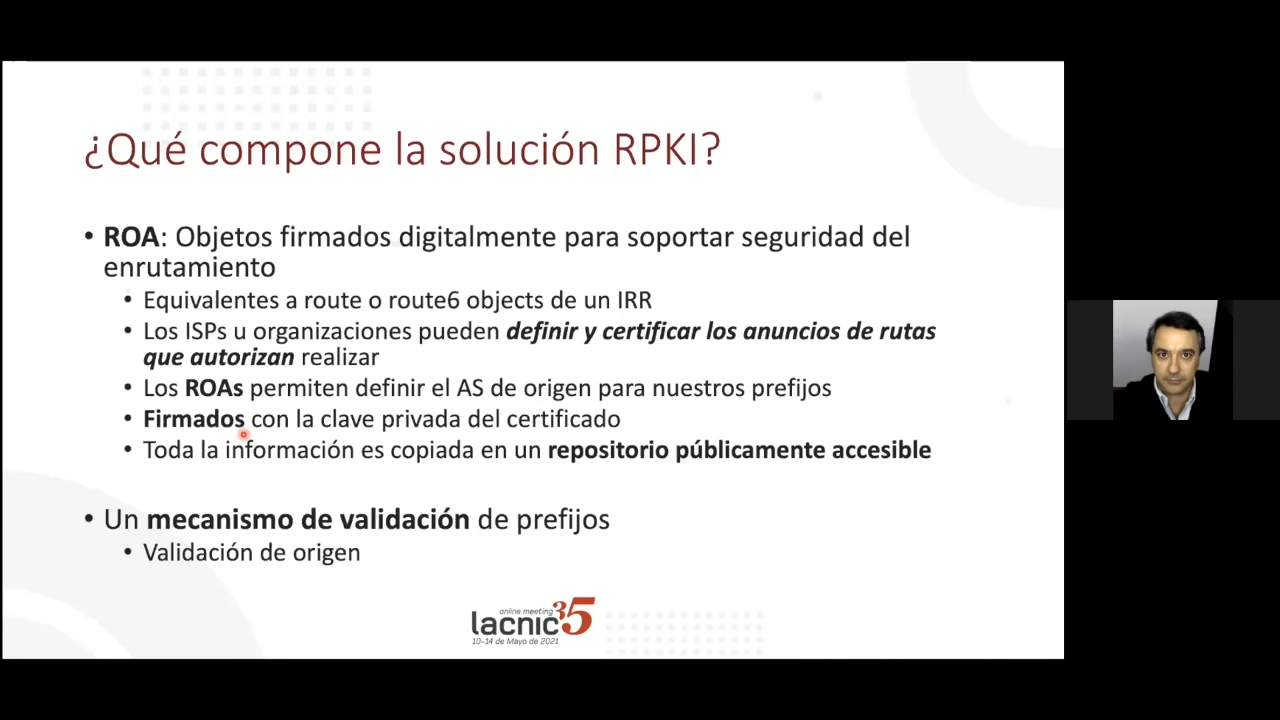 ¿Qué compone la solución RPKI?
• ROA: Objetos firmados digitalmente para soportar seguridad del
enrutamiento
• Equivalentes a route o route6 objects de un IRR
• Los ISPs u organizaciones pueden definir y certificar los anuncios de rutas
que autorizan realizar
• Los ROAs permiten definir el AS de origen para nuestros prefijos
• Firmados con la clave privada del certificado
• Toda la información es copiada en un repositorio públicamente accesible
• Un mecanismo de validación de prefijos
• Validación de origen
online meeting
lacnic35
10-14 de Mayo de 2021